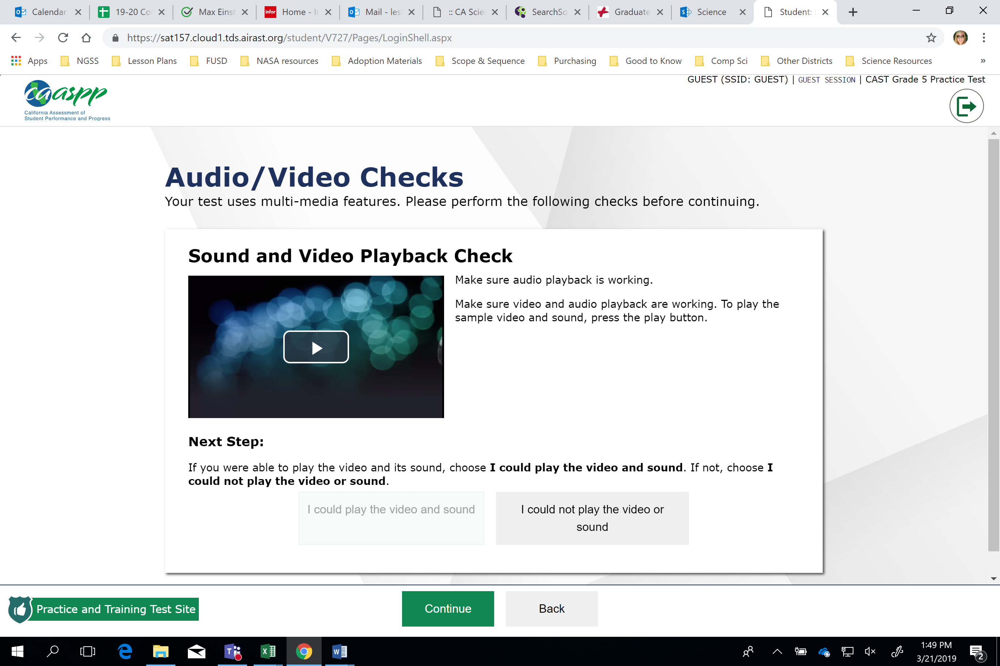 Calendar
19-20 Co
Max Einst
infor
Home - I
Mail - les
:: CA Scie
SearchSo
Graduate
Science
Student:
https://sat157.cloud1.tds.airast.org/student/V727/Pages/LoginShell.aspx
Apps
NGSS
Lesson Plans
FUSD
NASA resources
Adoption Materials
Scope & Sequence
Purchasing
Good to Know
Comp Sci
Other Districts
Science Resources
»
GUEST (SSID: GUEST) | GUEST SESSION | CAST Grade 5 Practice Test
caaspp
California Assessment of
Student Performance and Progress
Audio/Video Checks
Your test uses multi-media features. Please perform the following checks before continuing.
Sound and Video Playback Check
Make sure audio playback is working.
Make sure video and audio playback are working. To play the
sample video and sound, press the play button.
Next Step:
If you were able to play the video and its sound, choose I could play the video and sound. If not, choose I
could not play the video or sound.
I could play the video and sound
I could not play the video or
sound
Practice and Training Test Site
Continue
Back
1:49 PM
3/21/2019
2